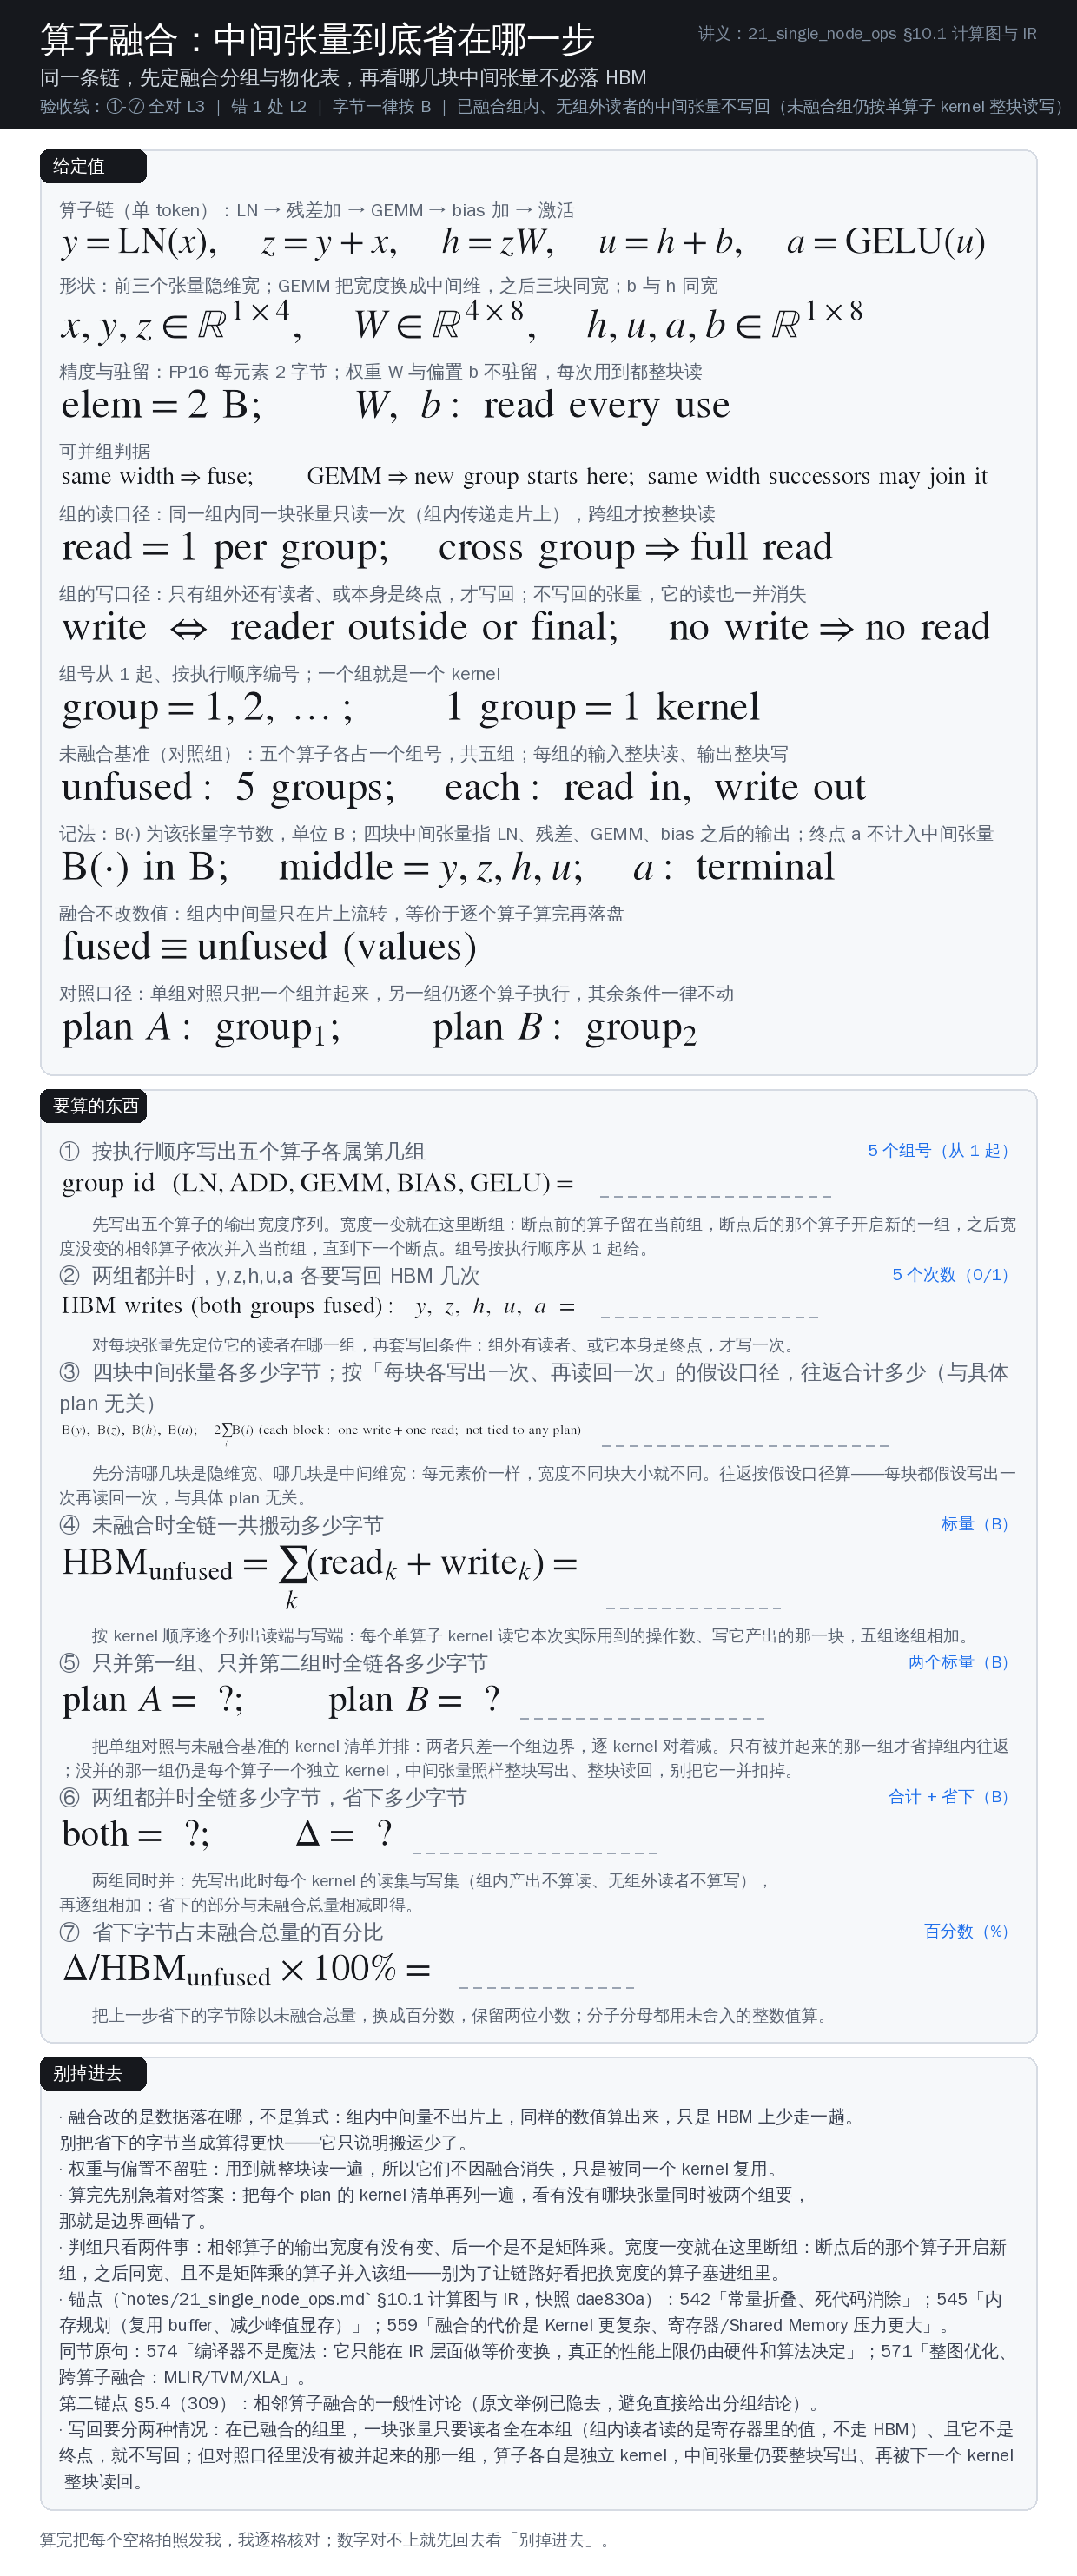 算子融合：中间张量到底省在哪一步
讲义：21_single_node_ops §10.1 计算图与 IR
同一条链，先定融合分组与物化表，再看哪几块中间张量不必落 HBM
验收线：①-⑦ 全对 L3 ｜ 错 1 处 L2 ｜ 字节一律按 B ｜ 已融合组内、无组外读者的中间张量不写回（未融合组仍按单算子 kernel 整块读写）
给定值
算子链（单 token）：LN → 残差加 → GEMM → bias 加 → 激活
y = LN(x), z = y + x, h = zW, u = h + b, a = GELU(u)
形状：前三个张量隐维宽；GEMM 把宽度换成中间维，之后三块同宽；b 与 h 同宽
x, y, z ∈ ℝ^{1×4}, W ∈ ℝ^{4×8}, h, u, a, b ∈ ℝ^{1×8}
精度与驻留：FP16 每元素 2 字节；权重 W 与偏置 b 不驻留，每次用到都整块读
elem = 2 B; W, b : read every use
可并组判据
same width ⇒ fuse; GEMM ⇒ new group starts here; same width successors may join it
组的读口径：同一组内同一块张量只读一次（组内传递走片上），跨组才按整块读
read = 1 per group; cross group ⇒ full read
组的写口径：只有组外还有读者、或本身是终点，才写回；不写回的张量，它的读也一并消失
write ⇔ reader outside or final; no write ⇒ no read
组号从 1 起、按执行顺序编号；一个组就是一个 kernel
group = 1, 2, … ; 1 group = 1 kernel
未融合基准（对照组）：五个算子各占一个组号，共五组；每组的输入整块读、输出整块写
unfused : 5 groups; each : read in, write out
记法：B(·) 为该张量字节数，单位 B；四块中间张量指 LN、残差、GEMM、bias 之后的输出；终点 a 不计入中间张量
B(·) in B; middle = y, z, h, u; a : terminal
融合不改数值：组内中间量只在片上流转，等价于逐个算子算完再落盘
fused ≡ unfused (values)
对照口径：单组对照只把一个组并起来，另一组仍逐个算子执行，其余条件一律不动
plan A : group₁; plan B : group₂
要算的东西
① 按执行顺序写出五个算子各属第几组
5 个组号（从 1 起）
group id (LN, ADD, GEMM, BIAS, GELU) =
先写出五个算子的输出宽度序列。宽度一变就在这里断组：断点前的算子留在当前组，断点后的那个算子开启新的一组，之后宽
度没变的相邻算子依次并入当前组，直到下一个断点。组号按执行顺序从 1 起给。
② 两组都并时，y,z,h,u,a 各要写回 HBM 几次
5 个次数（0/1）
HBM writes (both groups fused) : y, z, h, u, a =
对每块张量先定位它的读者在哪一组，再套写回条件：组外有读者、或它本身是终点，才写一次。
③ 四块中间张量各多少字节；按「每块各写出一次、再读回一次」的假设口径，往返合计多少（与具体
plan 无关）
B(y), B(z), B(h), B(u); 2∑_i B(i) (each block : one write + one read; not tied to any plan)
先分清哪几块是隐维宽、哪几块是中间维宽：每元素价一样，宽度不同块大小就不同。往返按假设口径算——每块都假设写出一
次再读回一次，与具体 plan 无关。
④ 未融合时全链一共搬动多少字节
标量（B）
HBM_unfused = ∑_k (read_k + write_k) =
按 kernel 顺序逐个列出读端与写端：每个单算子 kernel 读它本次实际用到的操作数、写它产出的那一块，五组逐组相加。
⑤ 只并第一组、只并第二组时全链各多少字节
两个标量（B）
plan A = ?; plan B = ?
把单组对照与未融合基准的 kernel 清单并排：两者只差一个组边界，逐 kernel 对着减。只有被并起来的那一组才省掉组内往返
；没并的那一组仍是每个算子一个独立 kernel，中间张量照样整块写出、整块读回，别把它一并扣掉。
⑥ 两组都并时全链多少字节，省下多少字节
合计 + 省下（B）
both = ?; Δ = ?
两组同时并：先写出此时每个 kernel 的读集与写集（组内产出不算读、无组外读者不算写），
再逐组相加；省下的部分与未融合总量相减即得。
⑦ 省下字节占未融合总量的百分比
百分数（%）
Δ/HBM_unfused × 100% =
把上一步省下的字节除以未融合总量，换成百分数，保留两位小数；分子分母都用未舍入的整数值算。
别掉进去
· 融合改的是数据落在哪，不是算式：组内中间量不出片上，同样的数值算出来，只是 HBM 上少走一趟。
别把省下的字节当成算得更快——它只说明搬运少了。
· 权重与偏置不留驻：用到就整块读一遍，所以它们不因融合消失，只是被同一个 kernel 复用。
· 算完先别急着对答案：把每个 plan 的 kernel 清单再列一遍，看有没有哪块张量同时被两个组要，
那就是边界画错了。
· 判组只看两件事：相邻算子的输出宽度有没有变、后一个是不是矩阵乘。宽度一变就在这里断组：断点后的那个算子开启新
组，之后同宽、且不是矩阵乘的算子并入该组——别为了让链路好看把换宽度的算子塞进组里。
· 锚点（`notes/21_single_node_ops.md` §10.1 计算图与 IR，快照 dae830a）：542「常量折叠、死代码消除」；545「内
存规划（复用 buffer、减少峰值显存）」；559「融合的代价是 Kernel 更复杂、寄存器/Shared Memory 压力更大」。
同节原句：574「编译器不是魔法：它只能在 IR 层面做等价变换，真正的性能上限仍由硬件和算法决定」；571「整图优化、
跨算子融合：MLIR/TVM/XLA」。
第二锚点 §5.4（309）：相邻算子融合的一般性讨论（原文举例已隐去，避免直接给出分组结论）。
· 写回要分两种情况：在已融合的组里，一块张量只要读者全在本组（组内读者读的是寄存器里的值，不走 HBM）、且它不是
终点，就不写回；但对照口径里没有被并起来的那一组，算子各自是独立 kernel，中间张量仍要整块写出、再被下一个 kernel
整块读回。
算完把每个空格拍照发我，我逐格核对；数字对不上就先回去看「别掉进去」。